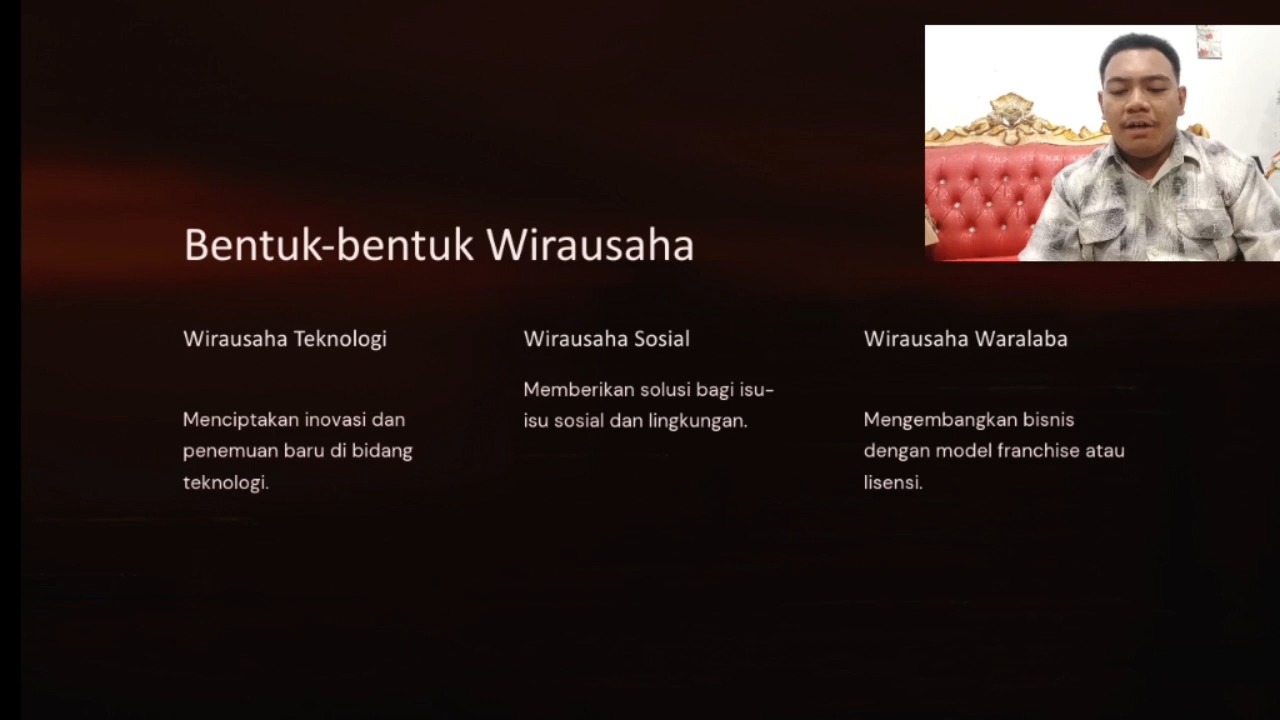 Bentuk-bentuk Wirausaha
Wirausaha Teknologi
Menciptakan inovasi dan
penemuan baru di bidang
teknologi.
Wirausaha Sosial
Memberikan solusi bagi isu-
isu sosial dan lingkungan.
Wirausaha Waralaba
Mengembangkan bisnis
dengan model franchise atau
lisensi.